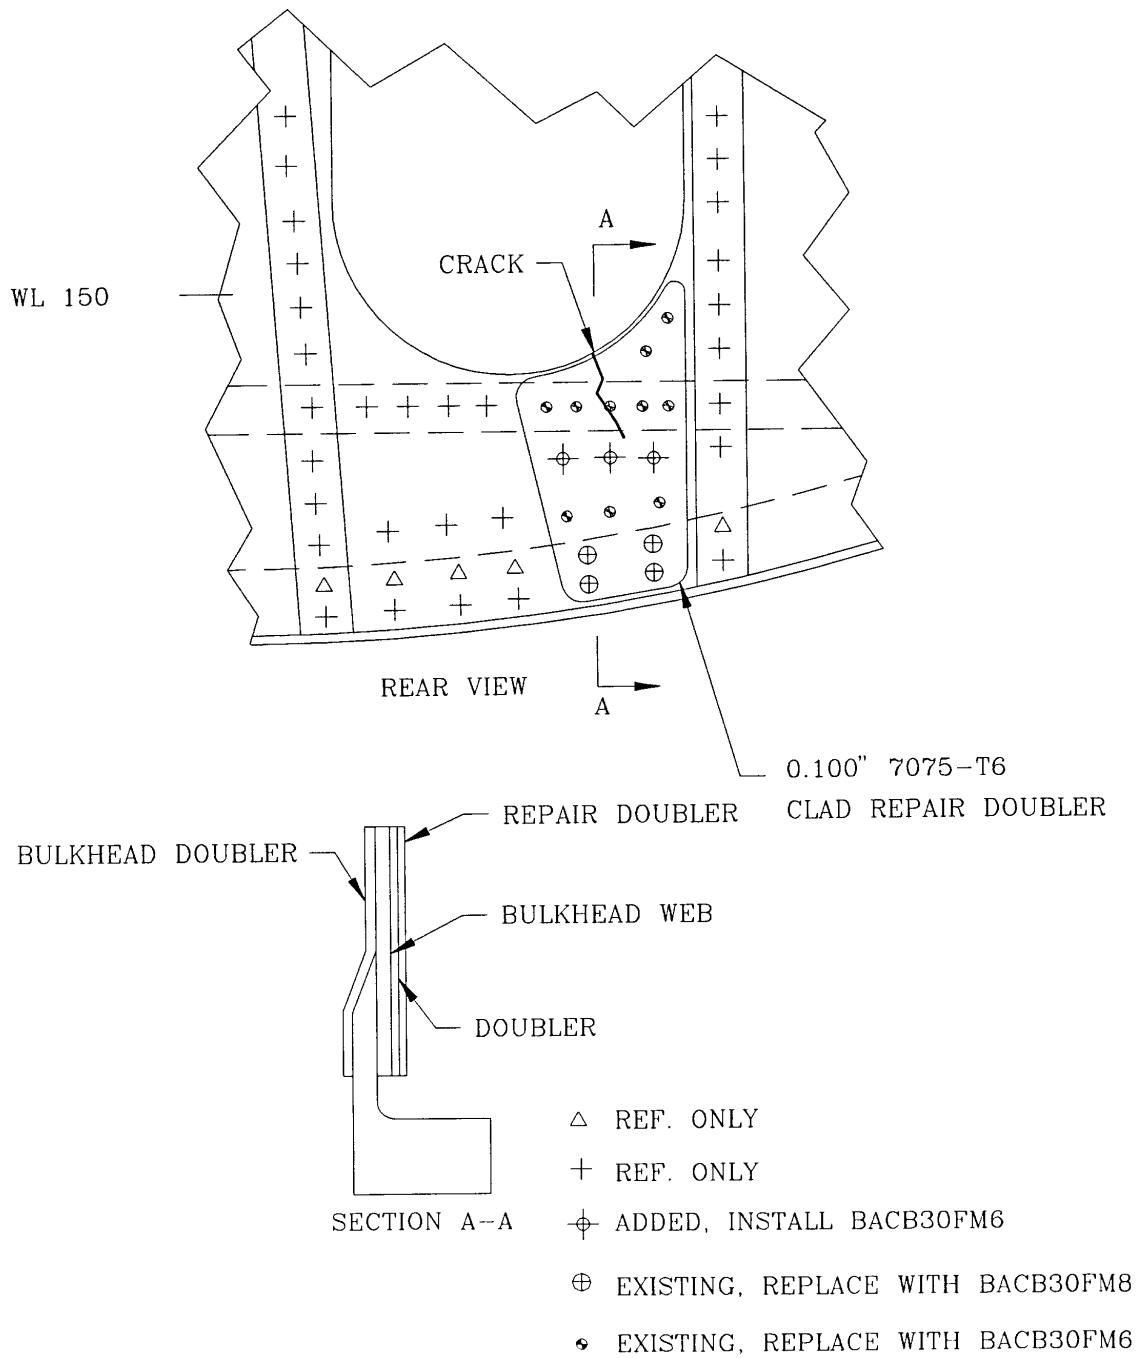 A
CRACK
WL 150
REAR VIEW
A
0.100" 7075-T6
CLAD REPAIR DOUBLER
REPAIR DOUBLER
BULKHEAD DOUBLER
BULKHEAD WEB
DOUBLER
SECTION A-A
REF. ONLY
REF. ONLY
ADDED, INSTALL BACB30FM6
EXISTING, REPLACE WITH BACB30FM8
EXISTING, REPLACE WITH BACB30FM6